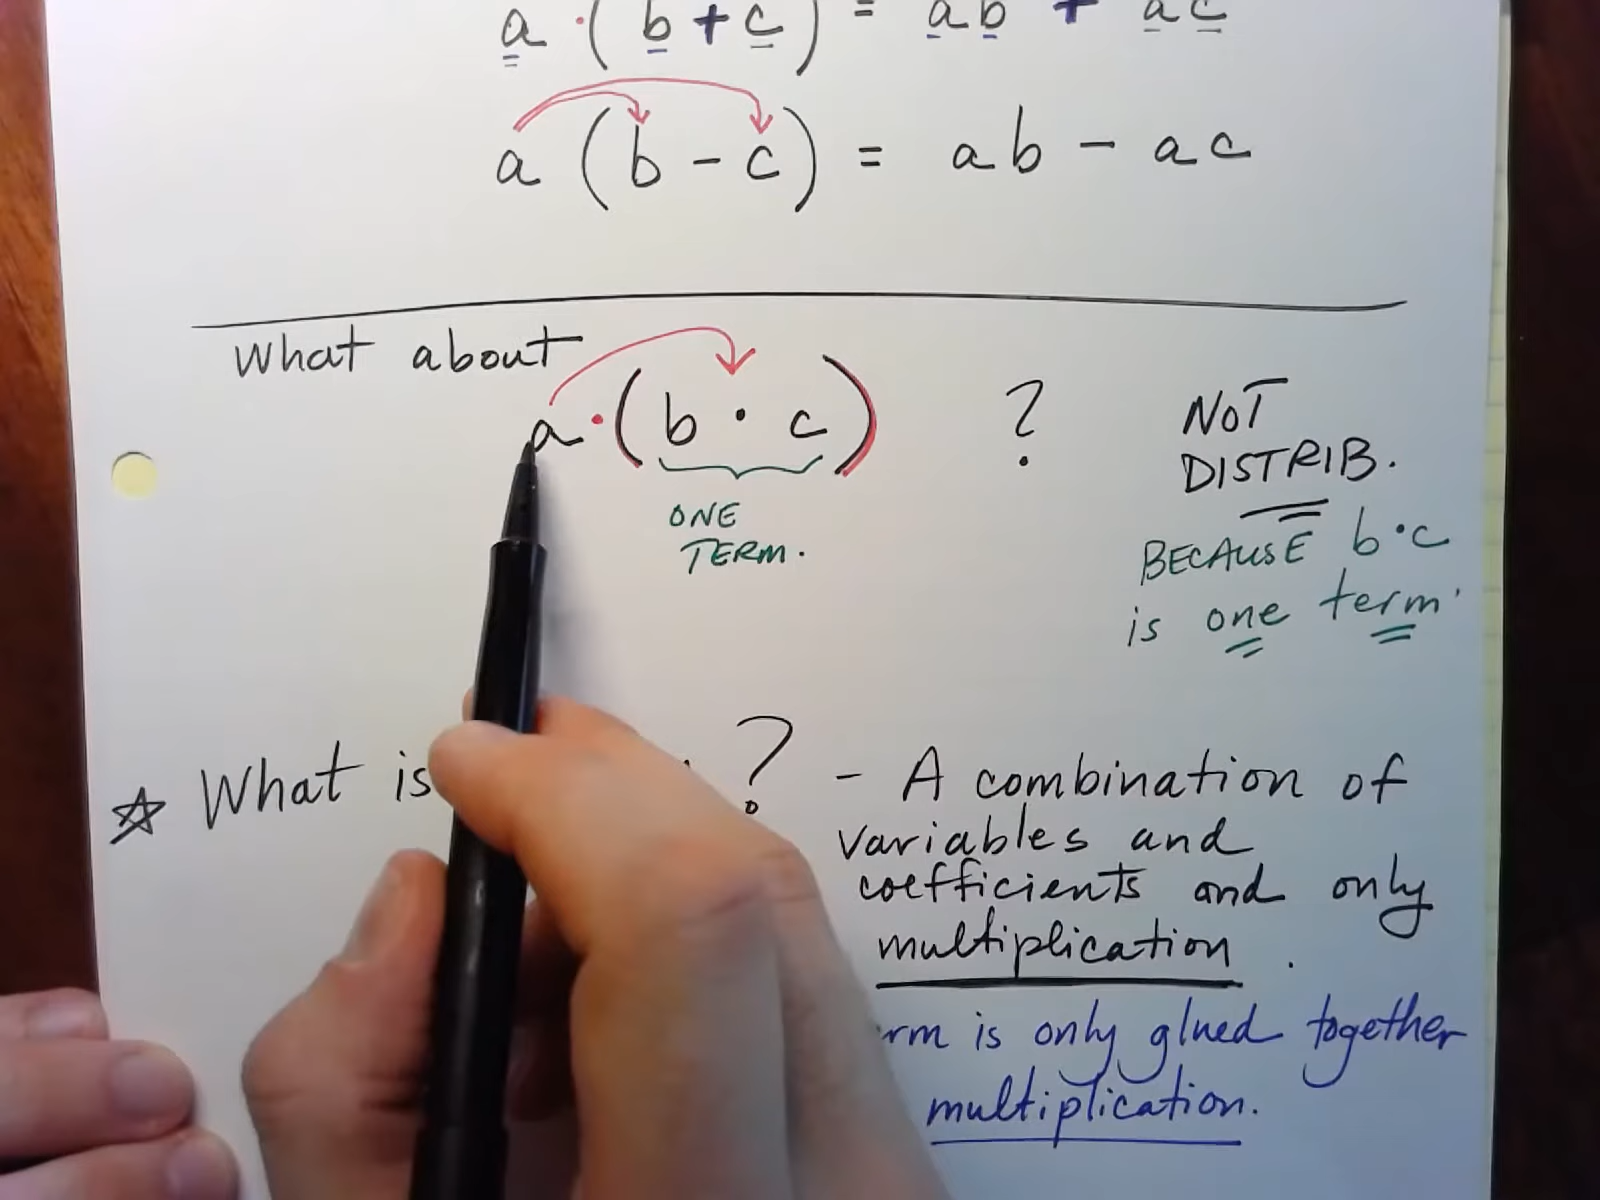 a · ( b + c ) = ab + ac
a ( b - c ) = ab - ac
What about
a · ( b · c ) ?
ONE
TERM.
NOT
DISTRIB.
BECAUSE b·c
is one term.
☆ What is ? - A combination of
variables and
coefficients and only
multiplication .
is only glued together
multiplication.